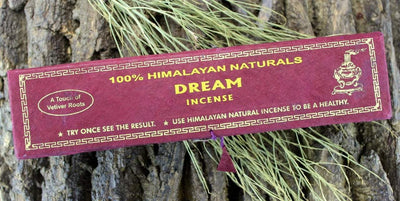 100% HIMALAYAN NATURALS
DREAM
INCENSE
A Touch of
Vetiver Roots
★ TRY ONCE SEE THE RESULT. ★ USE HIMALAYAN NATURAL INCENSE TO BE A HEALTHY.